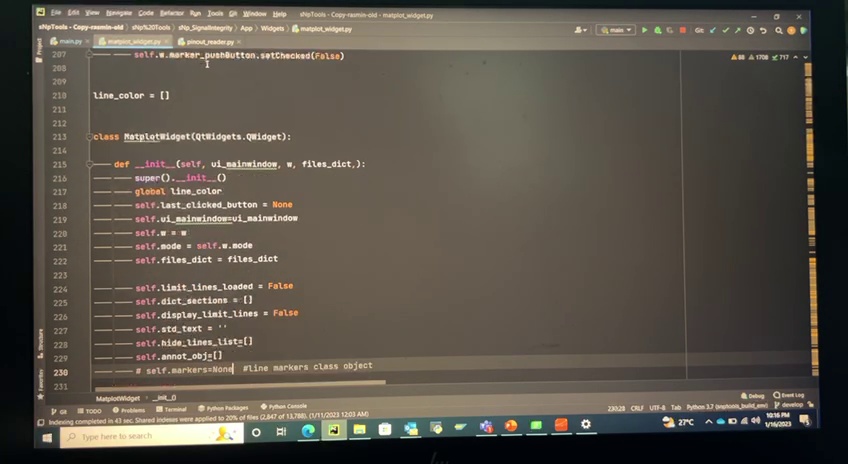 File Edit View Navigate Code Refactor Run Tools Git Window Help sNpTools - Copy-rasmin-old - matplot_widget.py
sNpTools - Copy-rasmin-old sNp%20Tools sNp_SignalIntegrity App Widgets matplot_widget.py main Git:
main.py matplot_widget.py pinout_reader.py
207 self.w.marker_pushButton.setChecked(False) 88 1708 717
208
209
210 line_color = []
211
212
213 class MatplotWidget(QtWidgets.QWidget):
214
215 def __init__(self, ui_mainwindow, w, files_dict,):
216 super().__init__()
217 global line_color
218 self.last_clicked_button = None
219 self.ui_mainwindow=ui_mainwindow
220 self.w = w
221 self.mode = self.w.mode
222 self.files_dict = files_dict
223
224 self.limit_lines_loaded = False
225 self.dict_sections = []
226 self.display_limit_lines = False
227 self.std_text = ''
228 self.hide_lines_list=[]
229 self.annot_obj=[]
230 # self.markers=None #line markers class object
231
MatplotWidget __init__()
Project
Structure
Favorites
Git TODO Problems Terminal Python Packages Python Console Debug Event Log
Indexing completed in 43 sec. Shared indexes were applied to 20% of files (2,847 of 13,788). (1/11/2023 12:03 AM) 230:28 CRLF UTF-8 Tab Python 3.7 develop
Type here to search 27°C 10:16 PM
1/16/2023